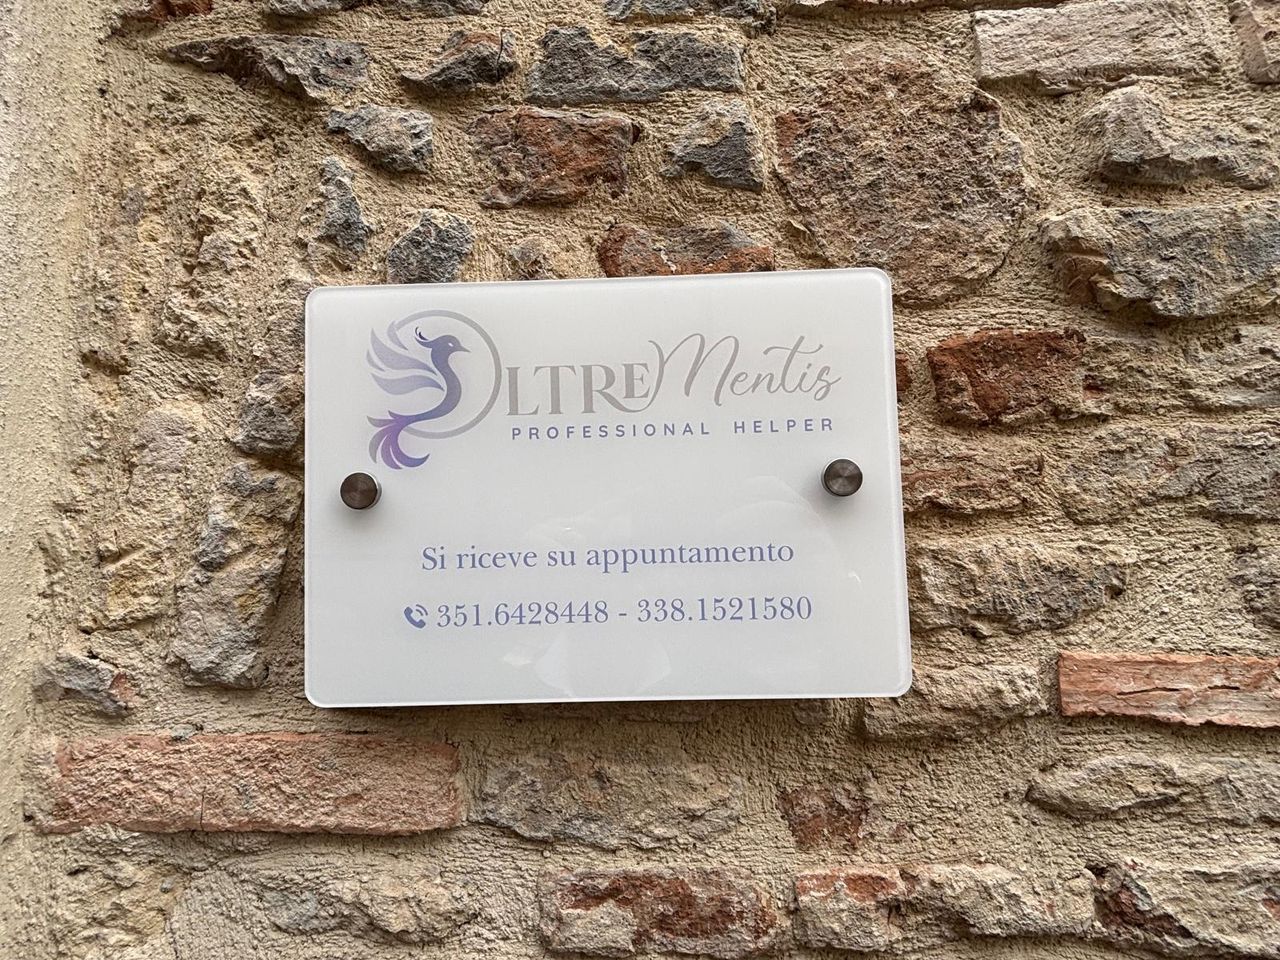 OLTREMentis
PROFESSIONAL HELPER
Si riceve su appuntamento
351.6428448 - 338.1521580